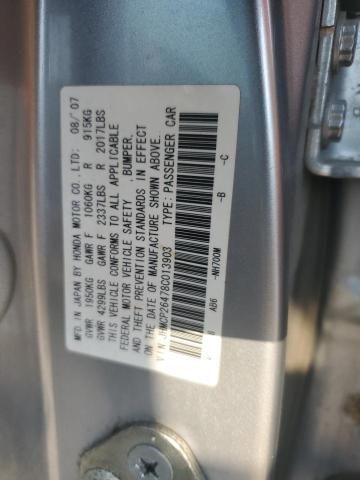 MFD. IN JAPAN BY HONDA MOTOR CO., LTD: 08/'07
GVWR 1950KG GAWR F 1060KG R 915KG
GVWR 4299LBS GAWR F 2337LBS R 2017LBS
THIS VEHICLE CONFORMS TO ALL APPLICABLE
FEDERAL MOTOR VEHICLE SAFETY, BUMPER,
AND THEFT PREVENTION STANDARDS IN EFFECT
ON THE DATE OF MANUFACTURE SHOWN ABOVE.
VIN: JHMCP26478C013903 TYPE: PASSENGER CAR
A96 -NH700M -B -C